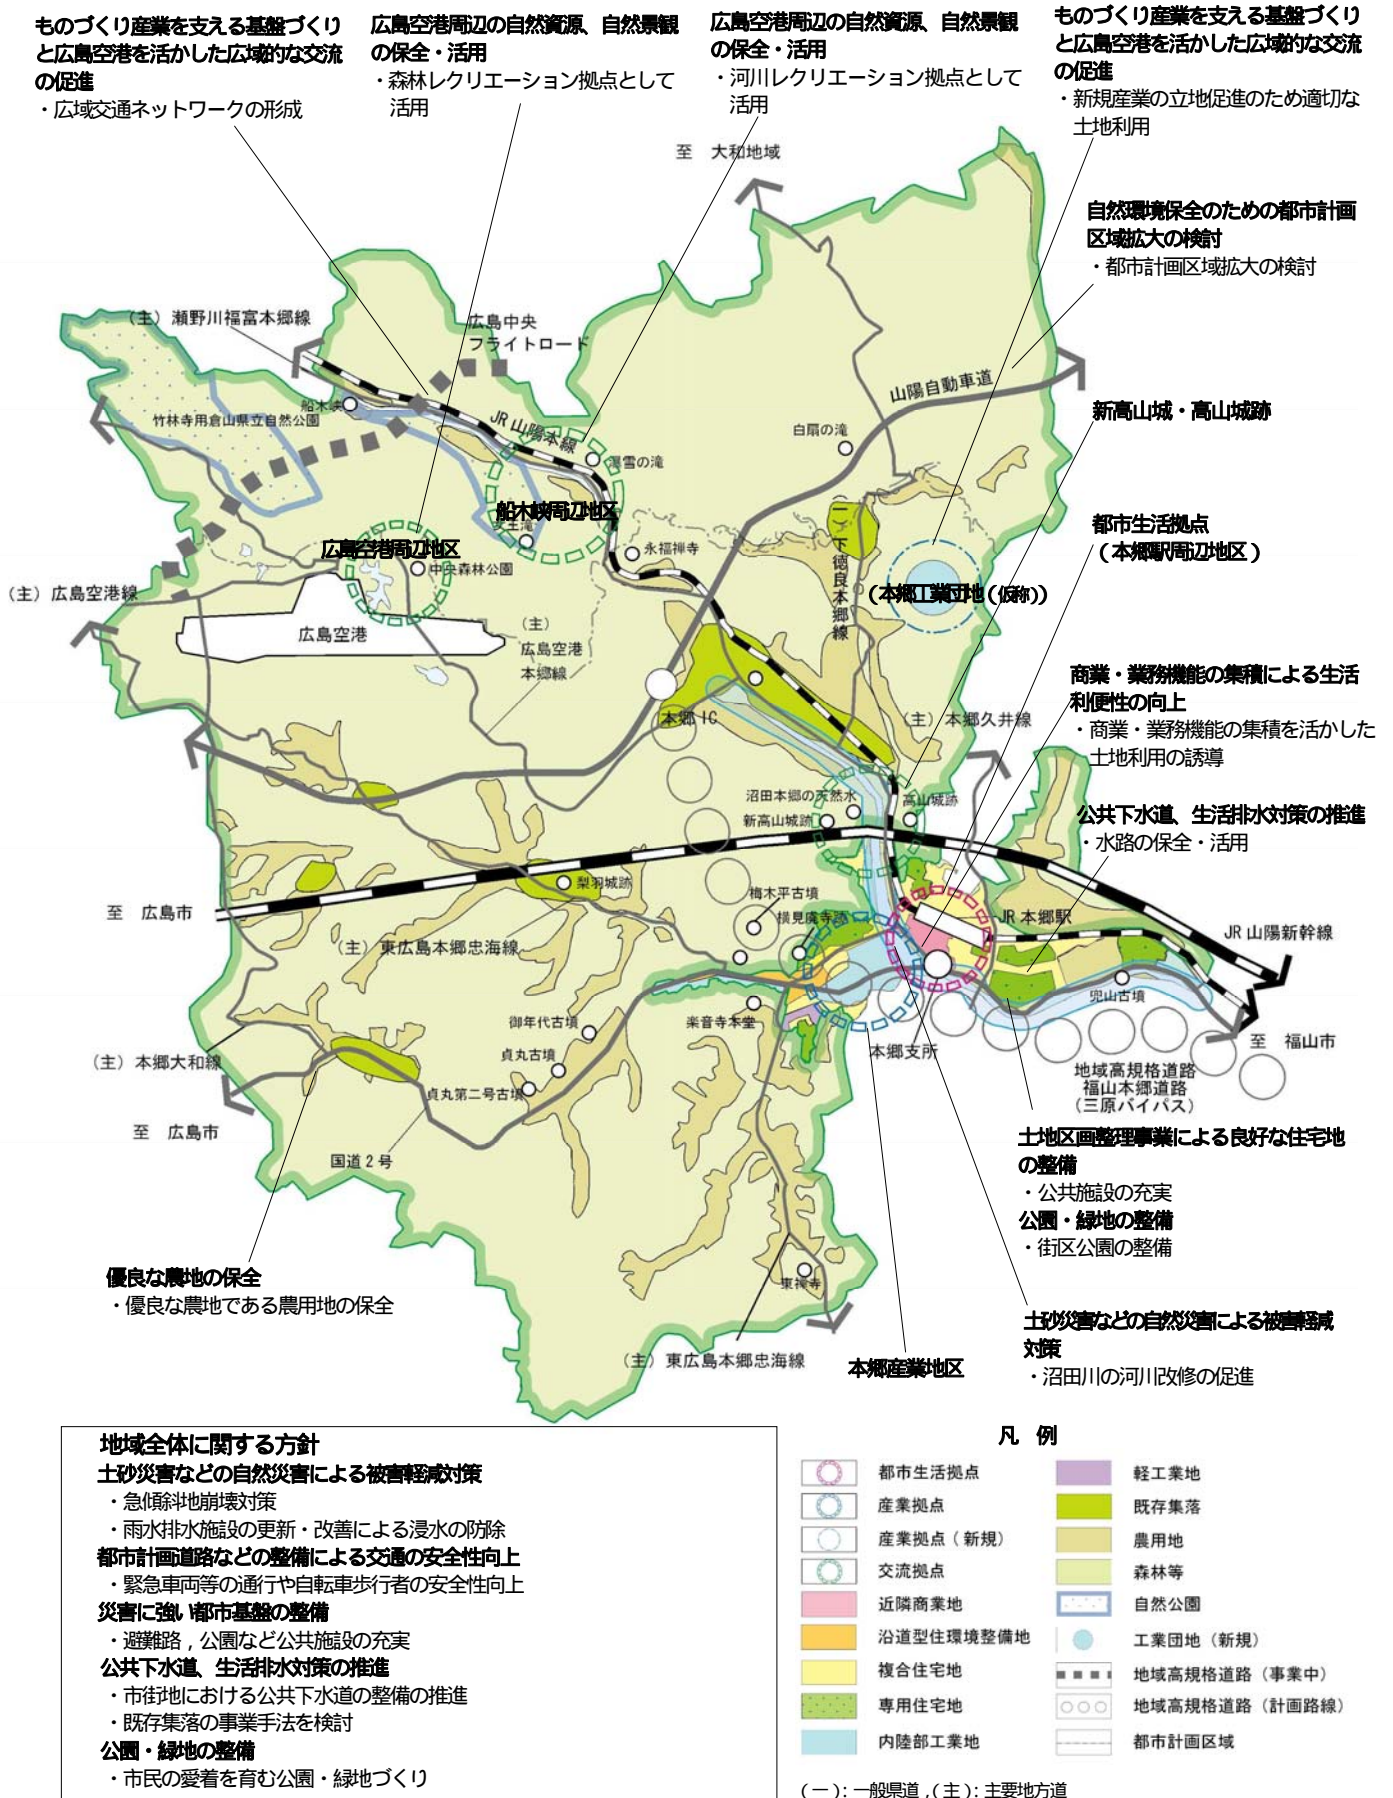 ものづくり産業を支える基盤づくり
と広島空港を活かした広域的な交流
の促進
・広域交通ネットワークの形成
広島空港周辺の自然資源、自然景観
の保全・活用
・森林レクリエーション拠点として
活用
広島空港周辺の自然資源、自然景観
の保全・活用
・河川レクリエーション拠点として
活用
ものづくり産業を支える基盤づくり
と広島空港を活かした広域的な交流
の促進
・新規産業の立地促進のため適切な
土地利用
至 大和地域
自然環境保全のための都市計画
区域拡大の検討
・都市計画区域拡大の検討
（主）瀬野川福富本郷線
広島中央
フライトロード
山陽自動車道
船木峡
竹林寺用倉山県立自然公園
JR山陽本線
新高山城・高山城跡
白扇の滝
瀑雪の滝
船木峡周辺地区
女王滝
都市生活拠点
（本郷駅周辺地区）
広島空港周辺地区
中央森林公園
永福禅寺
（一）下徳良本郷線
（主）広島空港線
（本郷工業団地（仮称））
広島空港
（主）
広島空港
本郷線
商業・業務機能の集積による生活
利便性の向上
・商業・業務機能の集積を活かした
土地利用の誘導
本郷IC
（主）本郷久井線
沼田本郷の天然水
高山城跡
新高山城跡
公共下水道、生活排水対策の推進
・水路の保全・活用
梨羽城跡
梅木平古墳
横見廃寺跡
至 広島市
JR本郷駅
JR山陽新幹線
（主）東広島本郷忠海線
兜山古墳
御年代古墳
楽音寺本堂
至 福山市
本郷支所
貞丸古墳
（主）本郷大和線
地域高規格道路
福山本郷道路
（三原バイパス）
貞丸第二号古墳
至 広島市
国道2号
土地区画整理事業による良好な住宅地
の整備
・公共施設の充実
公園・緑地の整備
・街区公園の整備
優良な農地の保全
・優良な農地である農用地の保全
東禅寺
土砂災害などの自然災害による被害軽減
対策
・沼田川の河川改修の促進
（主）東広島本郷忠海線
本郷産業地区
地域全体に関する方針
土砂災害などの自然災害による被害軽減対策
・急傾斜地崩壊対策
・雨水排水施設の更新・改善による浸水の防除
都市計画道路などの整備による交通の安全性向上
・緊急車両等の通行や自転車歩行者の安全性向上
災害に強い都市基盤の整備
・避難路，公園など公共施設の充実
公共下水道、生活排水対策の推進
・市街地における公共下水道の整備の推進
・既存集落の事業手法を検討
公園・緑地の整備
・市民の愛着を育む公園・緑地づくり
凡 例
都市生活拠点
産業拠点
産業拠点（新規）
交流拠点
近隣商業地
沿道型住環境整備地
複合住宅地
専用住宅地
内陸部工業地
軽工業地
既存集落
農用地
森林等
自然公園
工業団地（新規）
地域高規格道路（事業中）
地域高規格道路（計画路線）
都市計画区域
（一）：一般県道，（主）：主要地方道